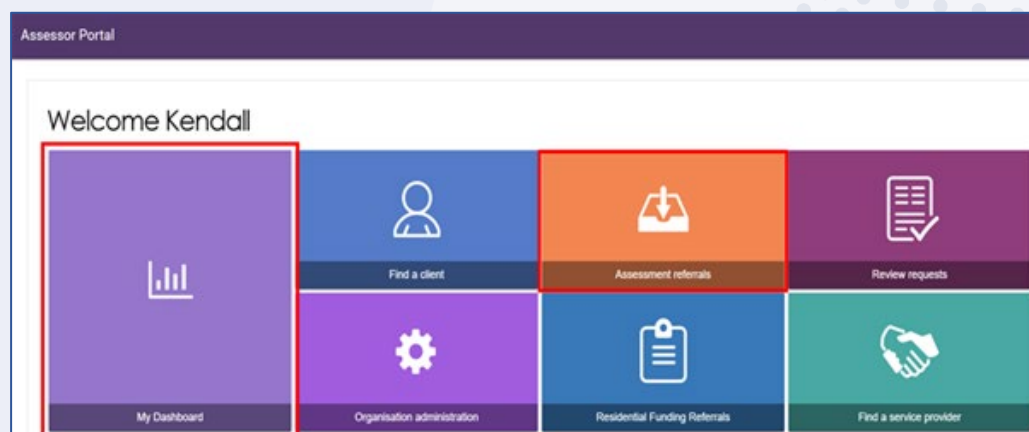 Assessor Portal
Welcome Kendall
Find a client
Assessment referrals
Review requests
My Dashboard
Organisation administration
Residential Funding Referrals
Find a service provider